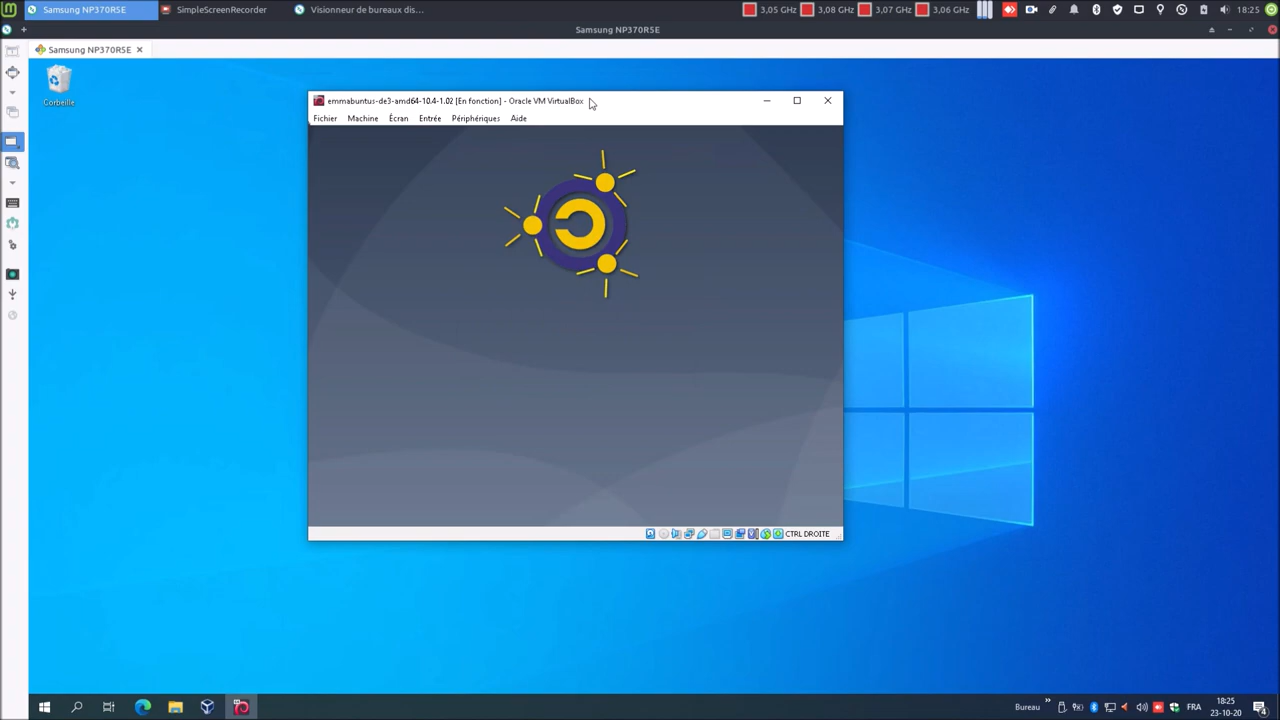 Samsung NP370R5E
SimpleScreenRecorder
Visionneur de bureaux dis...
3,05 GHz
3,08 GHz
3,07 GHz
3,06 GHz
18:25
Samsung NP370R5E
Samsung NP370R5E
Corbeille
emmabuntus-de3-amd64-10.4-1.02 [En fonction] - Oracle VM VirtualBox
Fichier Machine Écran Entrée Périphériques Aide
CTRL DROITE
Bureau
FRA
18:25
23-10-20
4